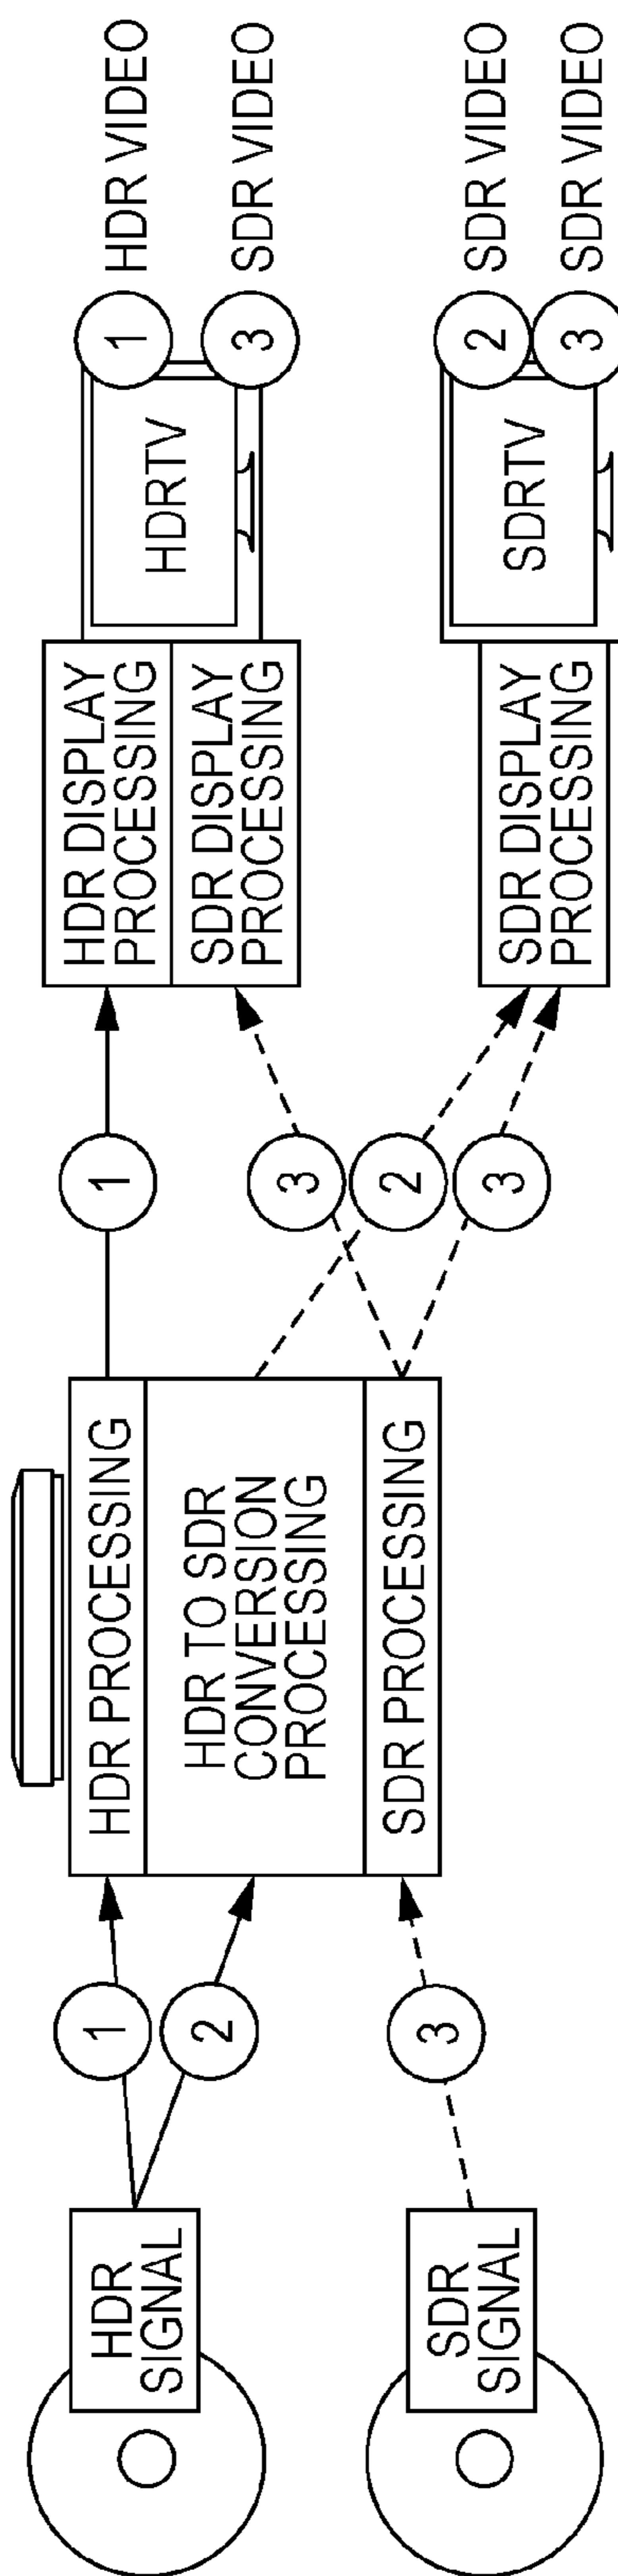 HDR
SIGNAL
SDR
SIGNAL
1
2
3
HDR PROCESSING
HDR TO SDR
CONVERSION
PROCESSING
SDR PROCESSING
1
3
2
3
HDR DISPLAY
PROCESSING
SDR DISPLAY
PROCESSING
SDR DISPLAY
PROCESSING
HDRTV
SDRTV
1
HDR VIDEO
3
SDR VIDEO
2
SDR VIDEO
3
SDR VIDEO